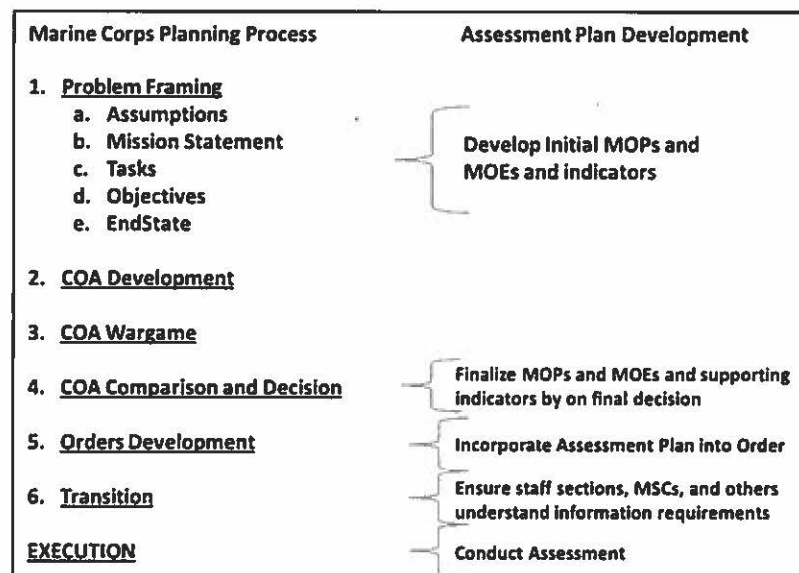 Marine Corps Planning Process
Assessment Plan Development
1. Problem Framing
a. Assumptions
b. Mission Statement
c. Tasks
d. Objectives
e. EndState
Develop Initial MOPs and
MOEs and indicators
2. COA Development
3. COA Wargame
4. COA Comparison and Decision
Finalize MOPs and MOEs and supporting
indicators by on final decision
5. Orders Development
Incorporate Assessment Plan into Order
6. Transition
Ensure staff sections, MSCs, and others
understand information requirements
EXECUTION
Conduct Assessment